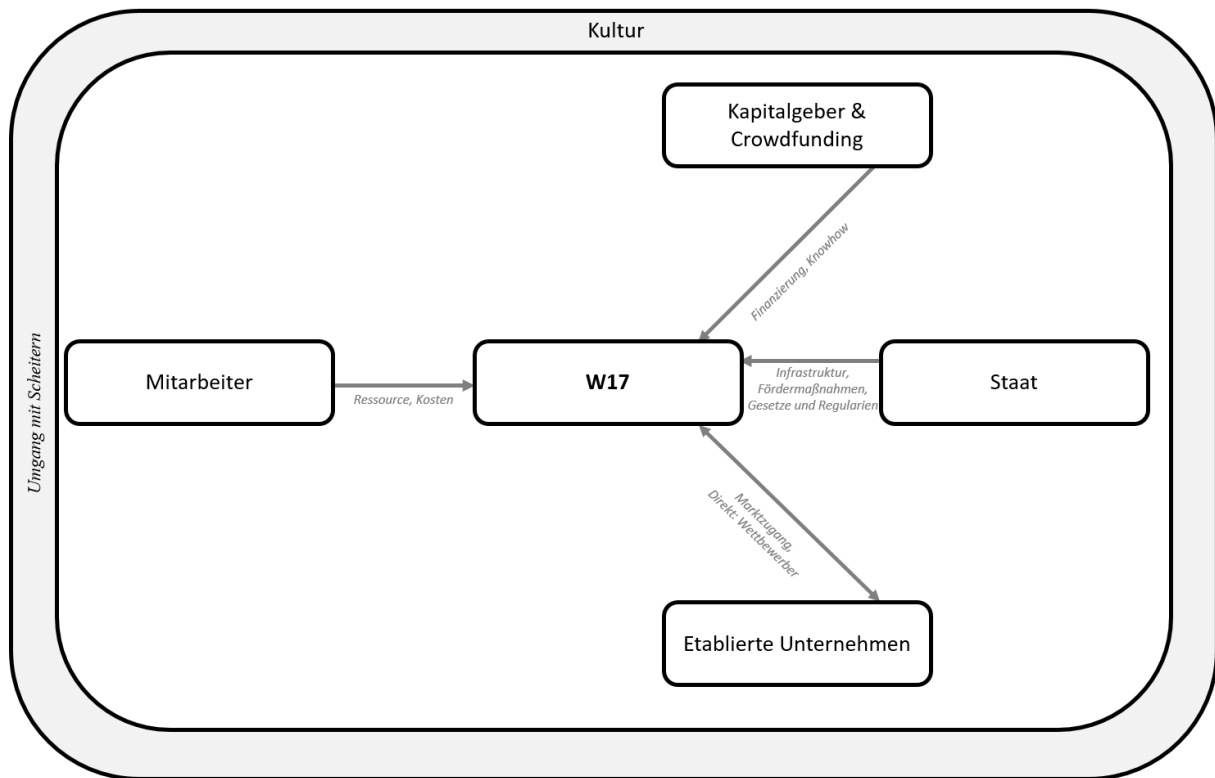 Kultur
Kapitalgeber &
Crowdfunding
Finanzierung, Knowhow
Umgang mit Scheitern
Mitarbeiter
Ressource, Kosten
W17
Infrastruktur,
Fördermaßnahmen,
Gesetze und Regularien
Staat
Marktzugang,
Direkt: Wettbewerber
Etablierte Unternehmen